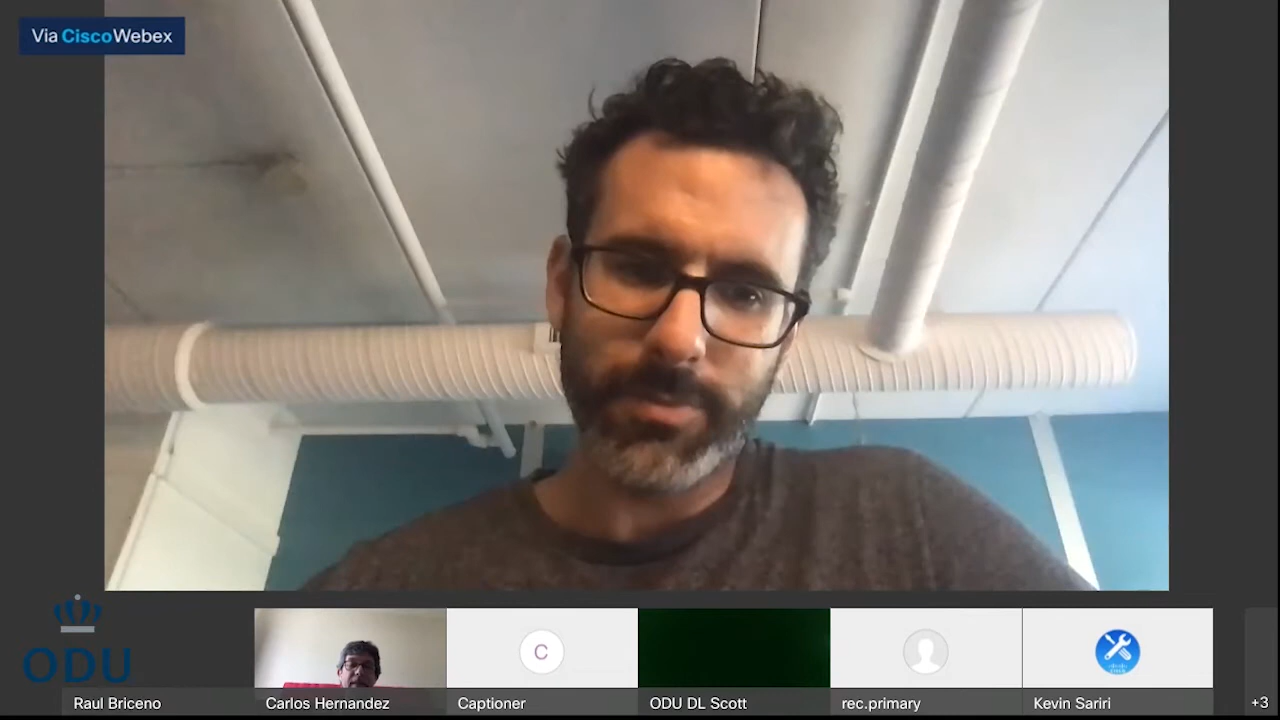 Via CiscoWebex
C
ODU
Raul Briceno
Carlos Hernandez
Captioner
ODU DL Scott
rec.primary
Kevin Sariri
+3